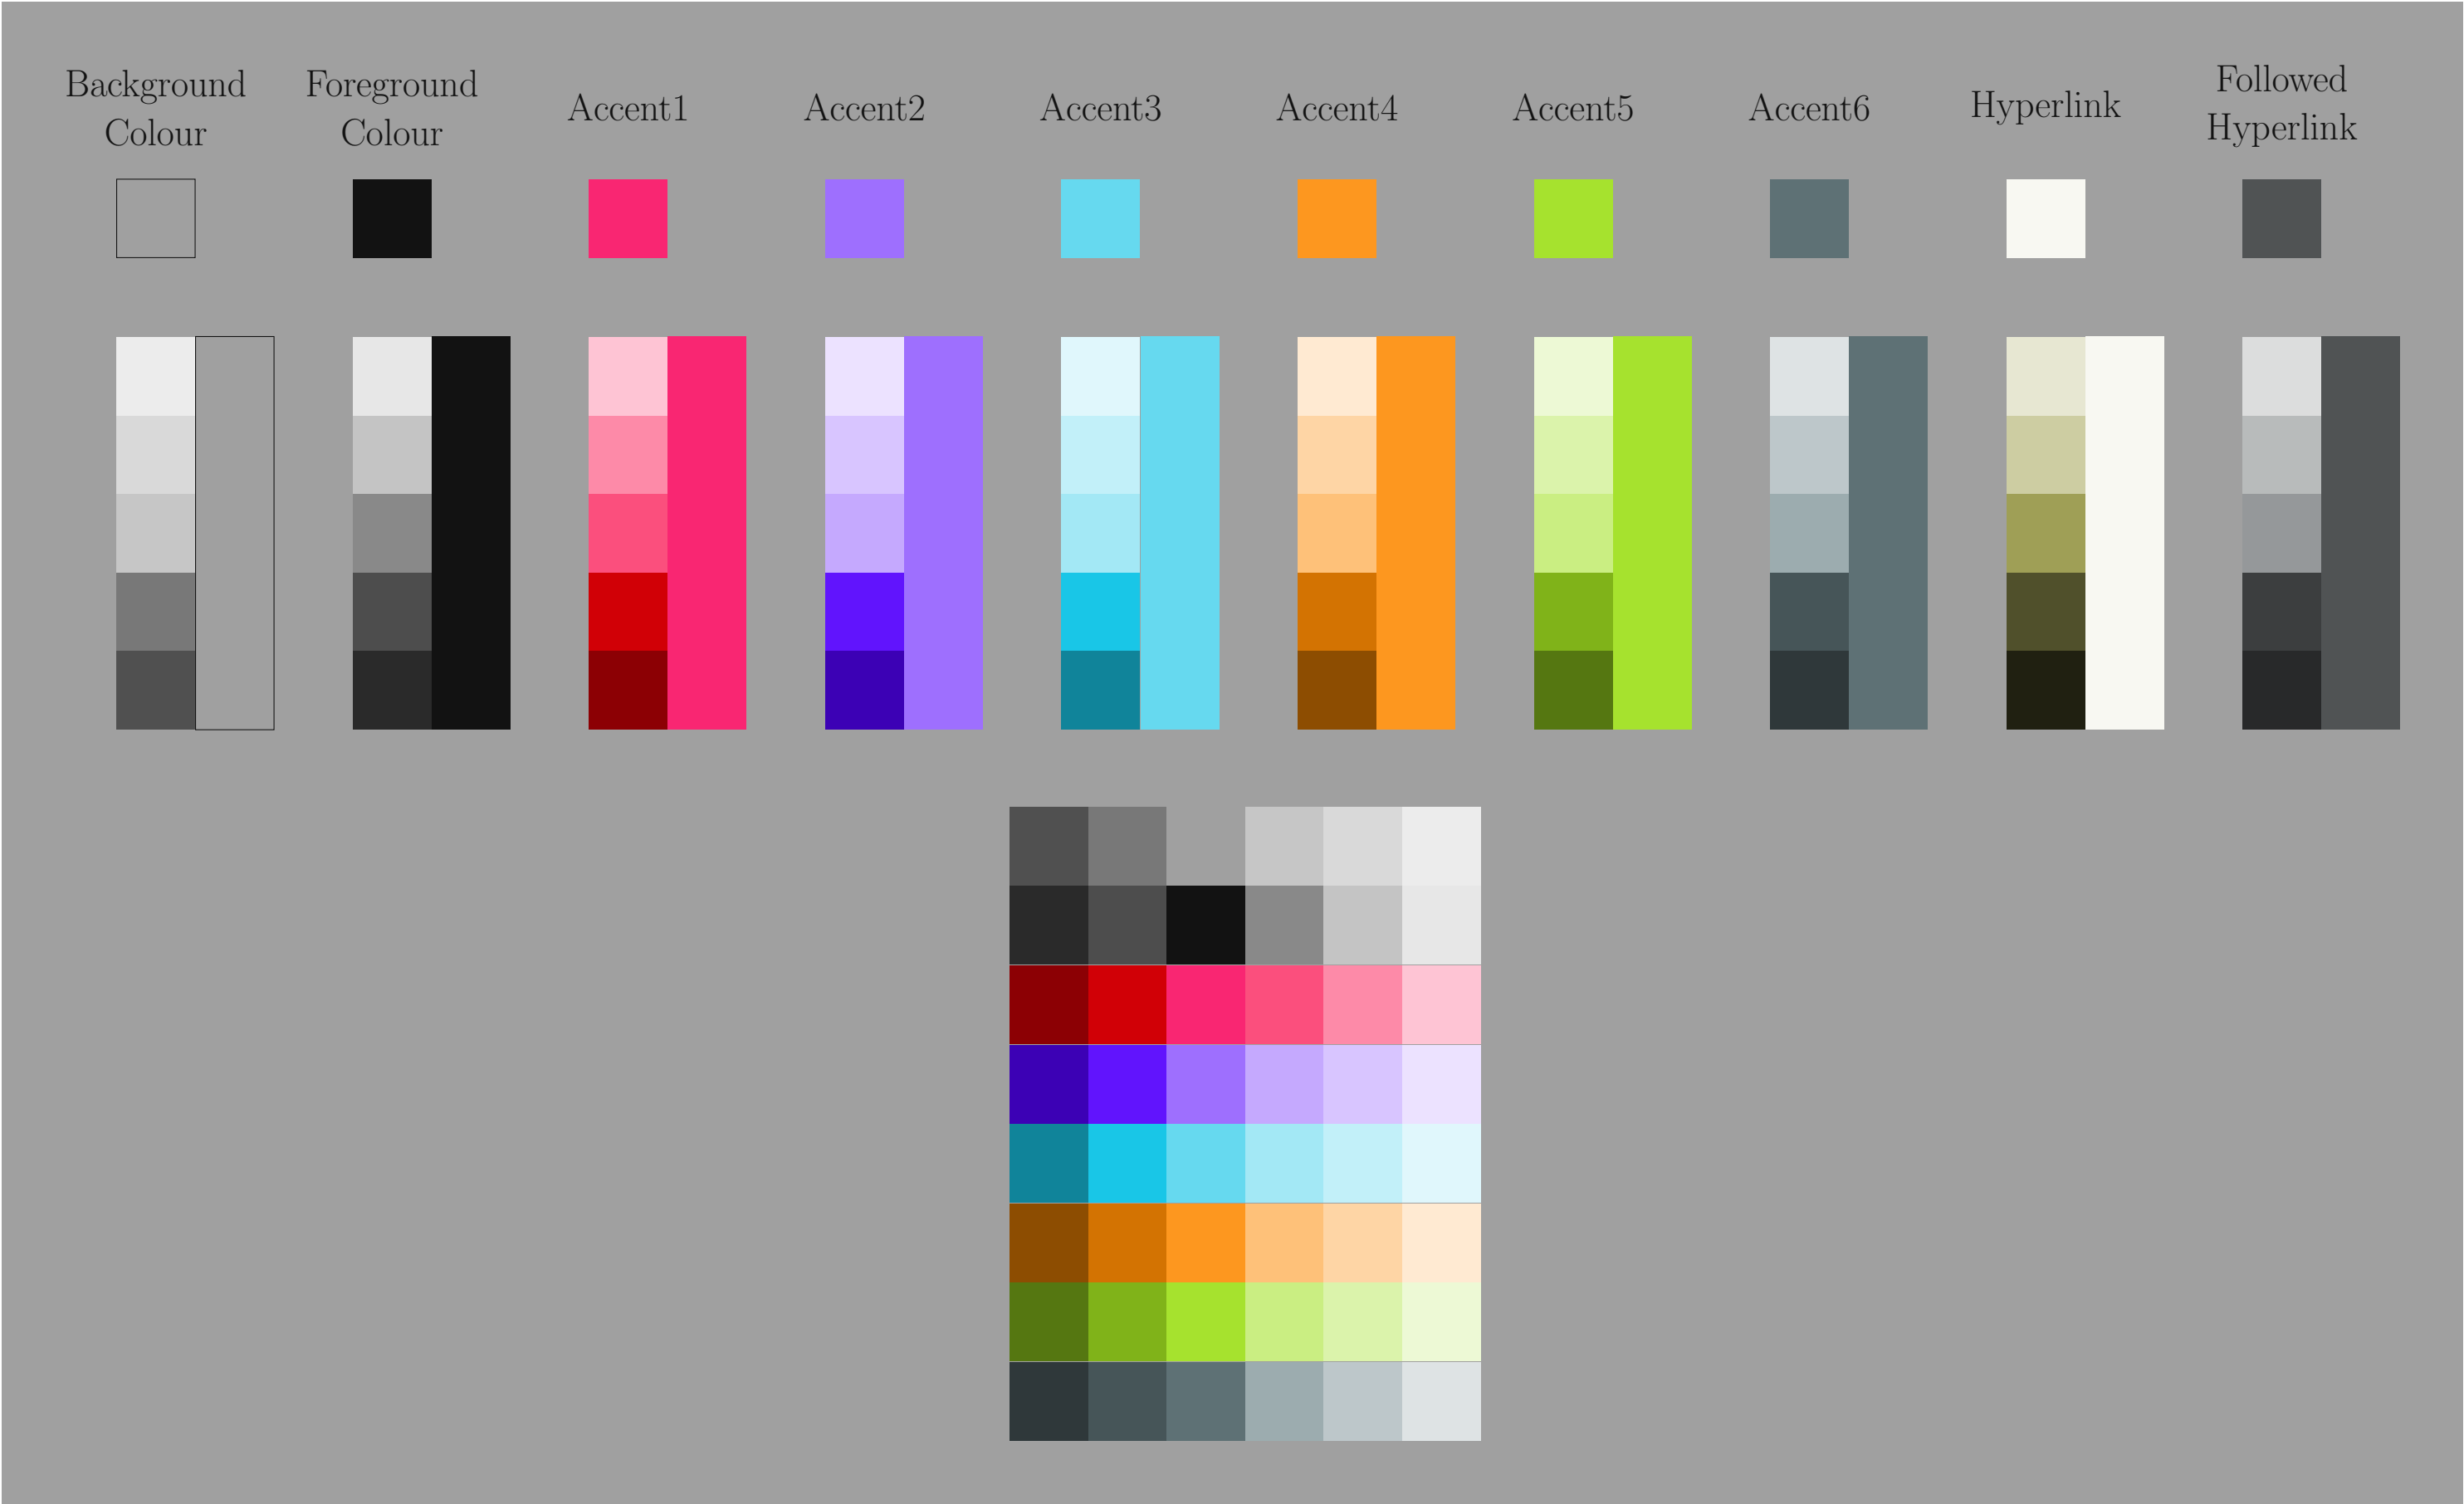 Background
Colour
Foreground
Colour
Accent1
Accent2
Accent3
Accent4
Accent5
Accent6
Hyperlink
Followed
Hyperlink